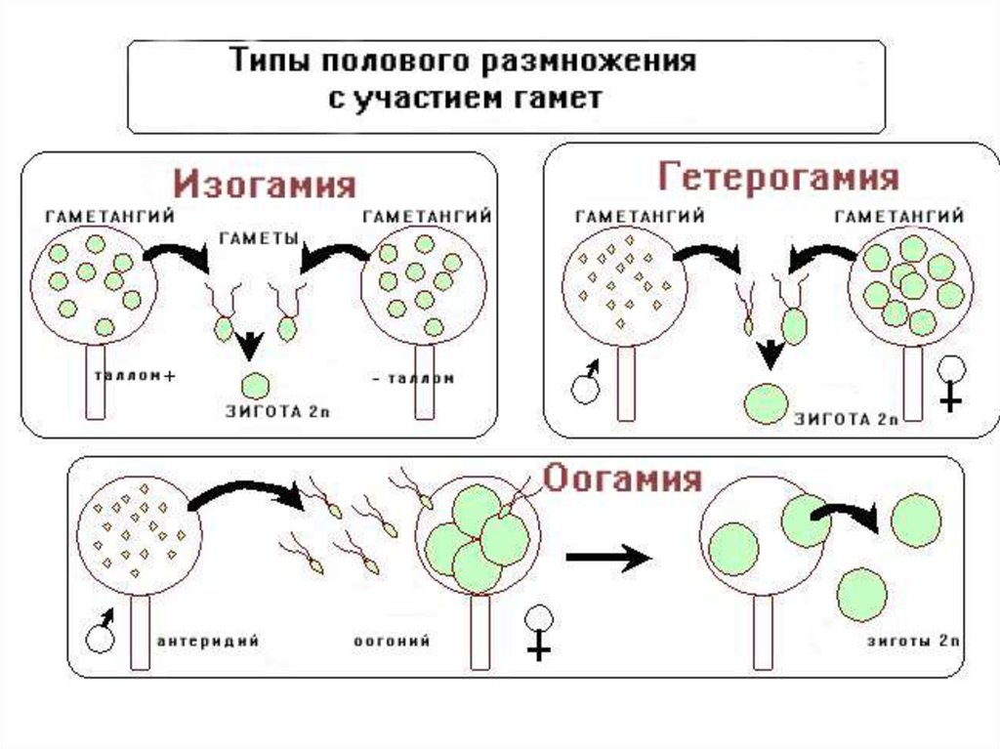 Типы полового размножения
с участием гамет
Изогамия
ГАМЕТАНГИЙ
ГАМЕТАНГИЙ
ГАМЕТЫ
таллом+
- таллом
ЗИГОТА 2n
Гетерогамия
ГАМЕТАНГИЙ
ГАМЕТАНГИЙ
ЗИГОТА 2n
Оогамия
антеридий
оогоний
зиготы 2n